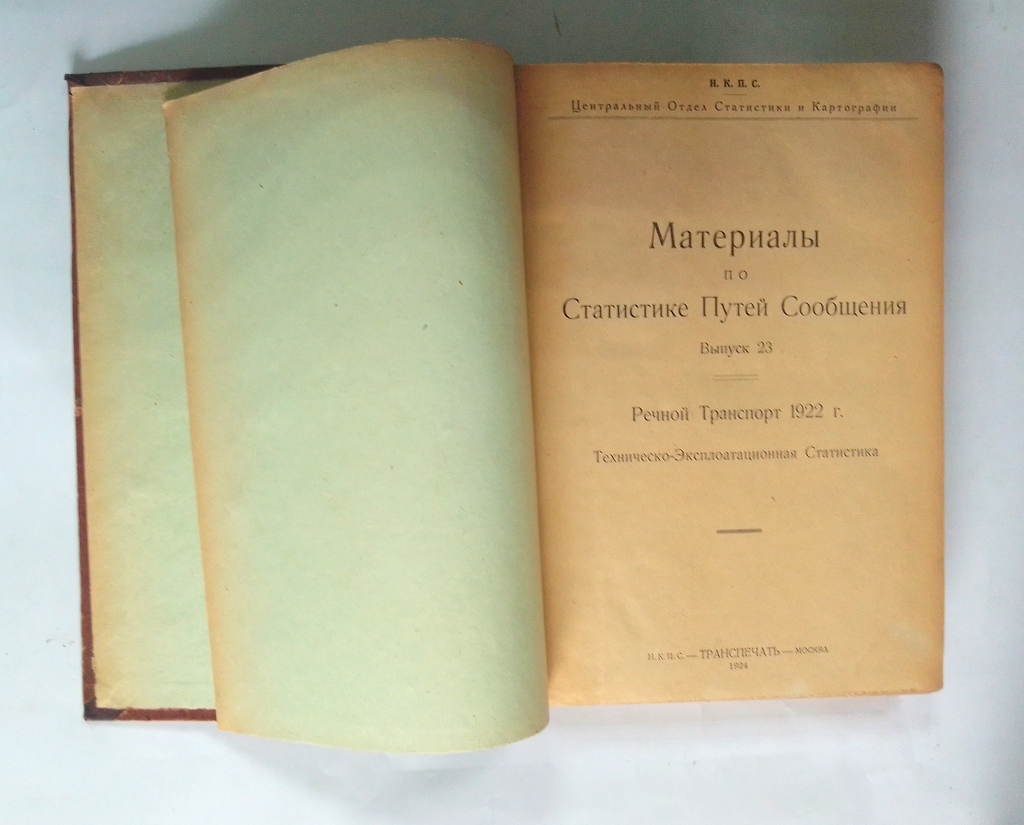 Н. К. П. С.
Центральный Отдел Статистики и Картографии
Материалы
по
Статистике Путей Сообщения
Выпуск 23
Речной Транспорт 1922 г.
Техническо-Эксплоатационная Статистика
Н. К. П. С. — ТРАНСПЕЧАТЬ — МОСКВА
1924